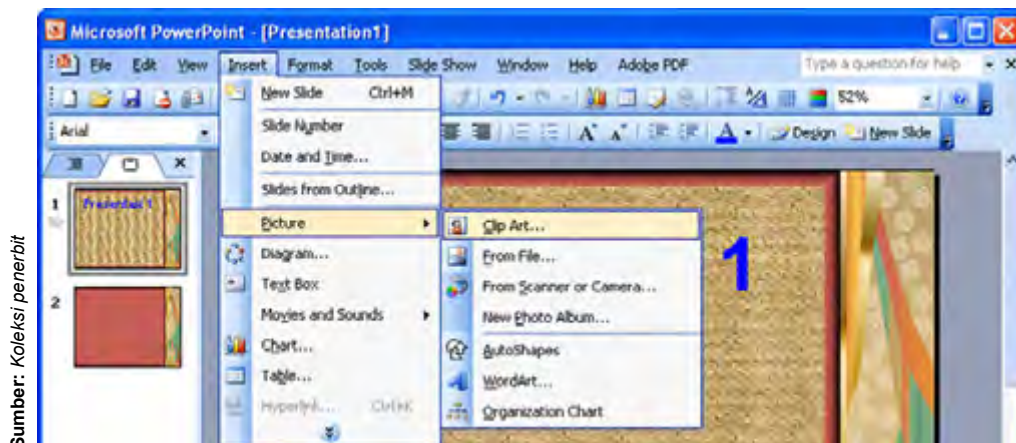 Microsoft PowerPoint - [Presentation1]
File Edit View Insert Format Tools Slide Show Window Help Adobe PDF Type a question for help
52%
Arial Design New Slide
New Slide Ctrl+M
Slide Number
Date and Time...
Slides from Outline...
Picture
Diagram...
Text Box
Movies and Sounds
Chart...
Table...
Hyperlink... Ctrl+K
Clip Art...
From File...
From Scanner or Camera...
New Photo Album...
AutoShapes
WordArt...
Organization Chart
1
2
1
Sumber: Koleksi penerbit